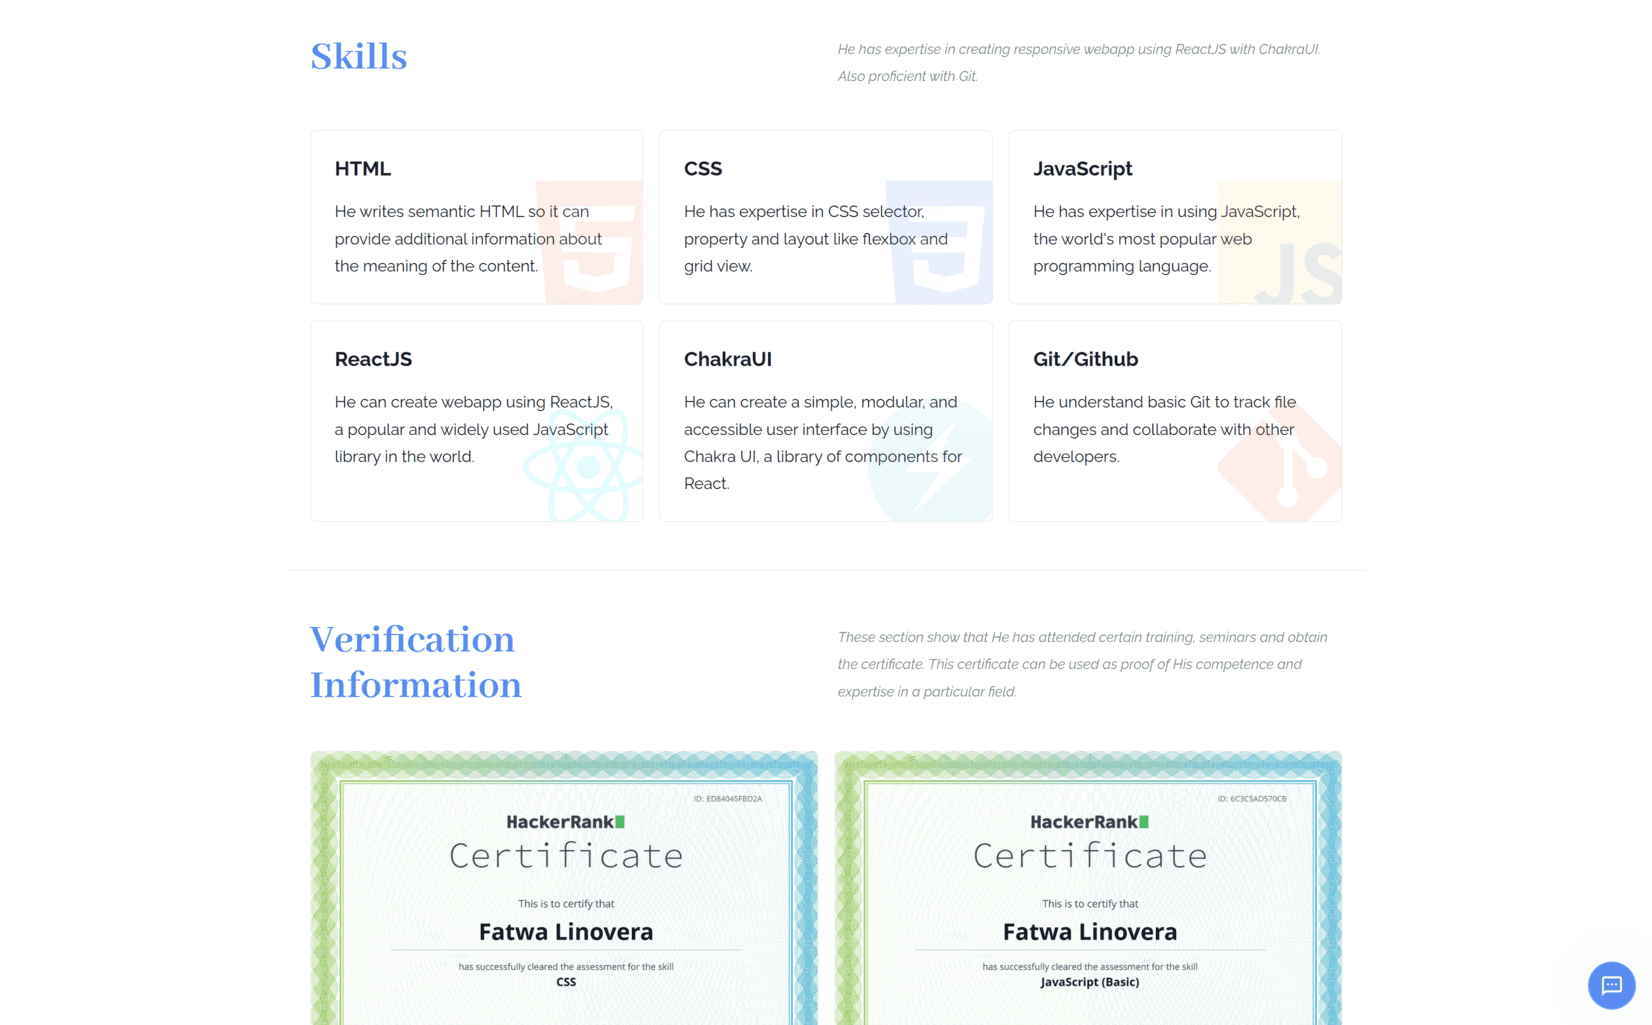 Skills
He has expertise in creating responsive webapp using ReactJS with ChakraUI.
Also proficient with Git.
HTML
He writes semantic HTML so it can
provide additional information about
the meaning of the content.
CSS
He has expertise in CSS selector,
property and layout like flexbox and
grid view.
JavaScript
He has expertise in using JavaScript,
the world's most popular web
programming language.
JS
ReactJS
He can create webapp using ReactJS,
a popular and widely used JavaScript
library in the world.
ChakraUI
He can create a simple, modular, and
accessible user interface by using
Chakra UI, a library of components for
React.
Git/Github
He understand basic Git to track file
changes and collaborate with other
developers.
Verification
Information
These section show that He has attended certain training, seminars and obtain
the certificate. This certificate can be used as proof of His competence and
expertise in a particular field.
ID: ED84045FBD2A
HackerRank
Certificate
This is to certify that
Fatwa Linovera
has successfully cleared the assessment for the skill
CSS
ID: 6C3C5AD570CB
HackerRank
Certificate
This is to certify that
Fatwa Linovera
has successfully cleared the assessment for the skill
JavaScript (Basic)